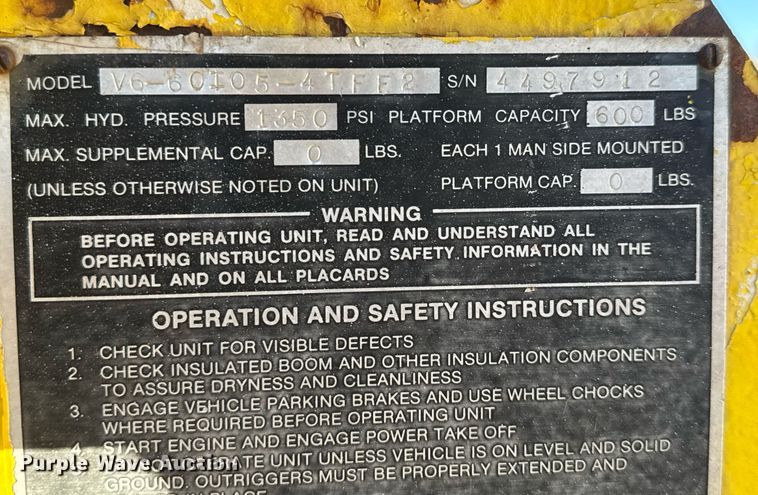 MODEL V6-60I05-4TFE2 S/N 4497912
MAX. HYD. PRESSURE 1350 PSI PLATFORM CAPACITY 600 LBS
MAX. SUPPLEMENTAL CAP. 0 LBS. EACH 1 MAN SIDE MOUNTED
(UNLESS OTHERWISE NOTED ON UNIT) PLATFORM CAP. 0 LBS.
WARNING
BEFORE OPERATING UNIT, READ AND UNDERSTAND ALL
OPERATING INSTRUCTIONS AND SAFETY INFORMATION IN THE
MANUAL AND ON ALL PLACARDS
OPERATION AND SAFETY INSTRUCTIONS
1. CHECK UNIT FOR VISIBLE DEFECTS
2. CHECK INSULATED BOOM AND OTHER INSULATION COMPONENTS
TO ASSURE DRYNESS AND CLEANLINESS
3. ENGAGE VEHICLE PARKING BRAKES AND USE WHEEL CHOCKS
WHERE REQUIRED BEFORE OPERATING UNIT
4. START ENGINE AND ENGAGE POWER TAKE OFF
UNIT UNLESS VEHICLE IS ON LEVEL AND SOLID
GROUND. OUTRIGGERS MUST BE PROPERLY EXTENDED AND
IN PLACE
Purple Wave Auction